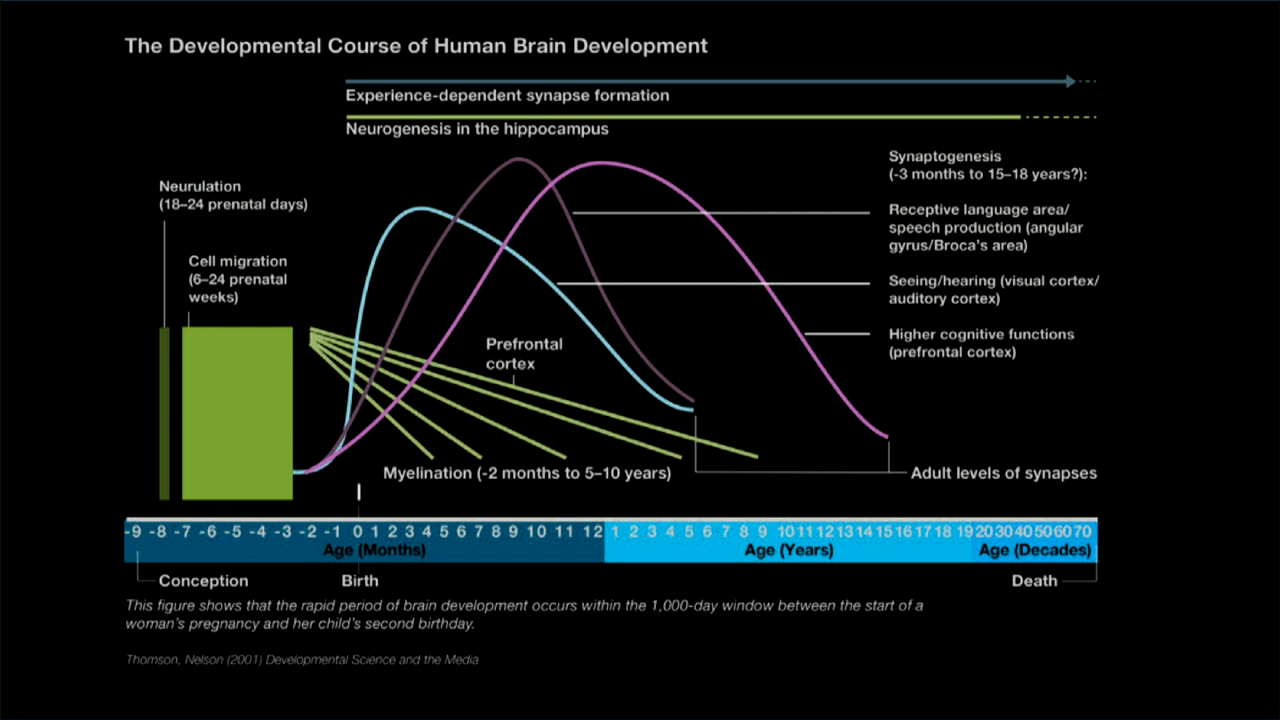 The Developmental Course of Human Brain Development
Experience-dependent synapse formation
Neurogenesis in the hippocampus
Synaptogenesis
(-3 months to 15–18 years?):
Neurulation
(18–24 prenatal days)
Receptive language area/
speech production (angular
gyrus/Broca's area)
Cell migration
(6–24 prenatal
weeks)
Seeing/hearing (visual cortex/
auditory cortex)
Higher cognitive functions
(prefrontal cortex)
Prefrontal
cortex
Myelination (-2 months to 5–10 years)
Adult levels of synapses
-9 -8 -7 -6 -5 -4 -3 -2 -1 0 1 2 3 4 5 6 7 8 9 10 11 12 1 2 3 4 5 6 7 8 9 10 11 12 13 14 15 16 17 18 19 20 30 40 50 60 70
Age (Months) Age (Years) Age (Decades)
Conception Birth Death
This figure shows that the rapid period of brain development occurs within the 1,000-day window between the start of a
woman's pregnancy and her child's second birthday.
Thomson, Nelson (2001) Developmental Science and the Media